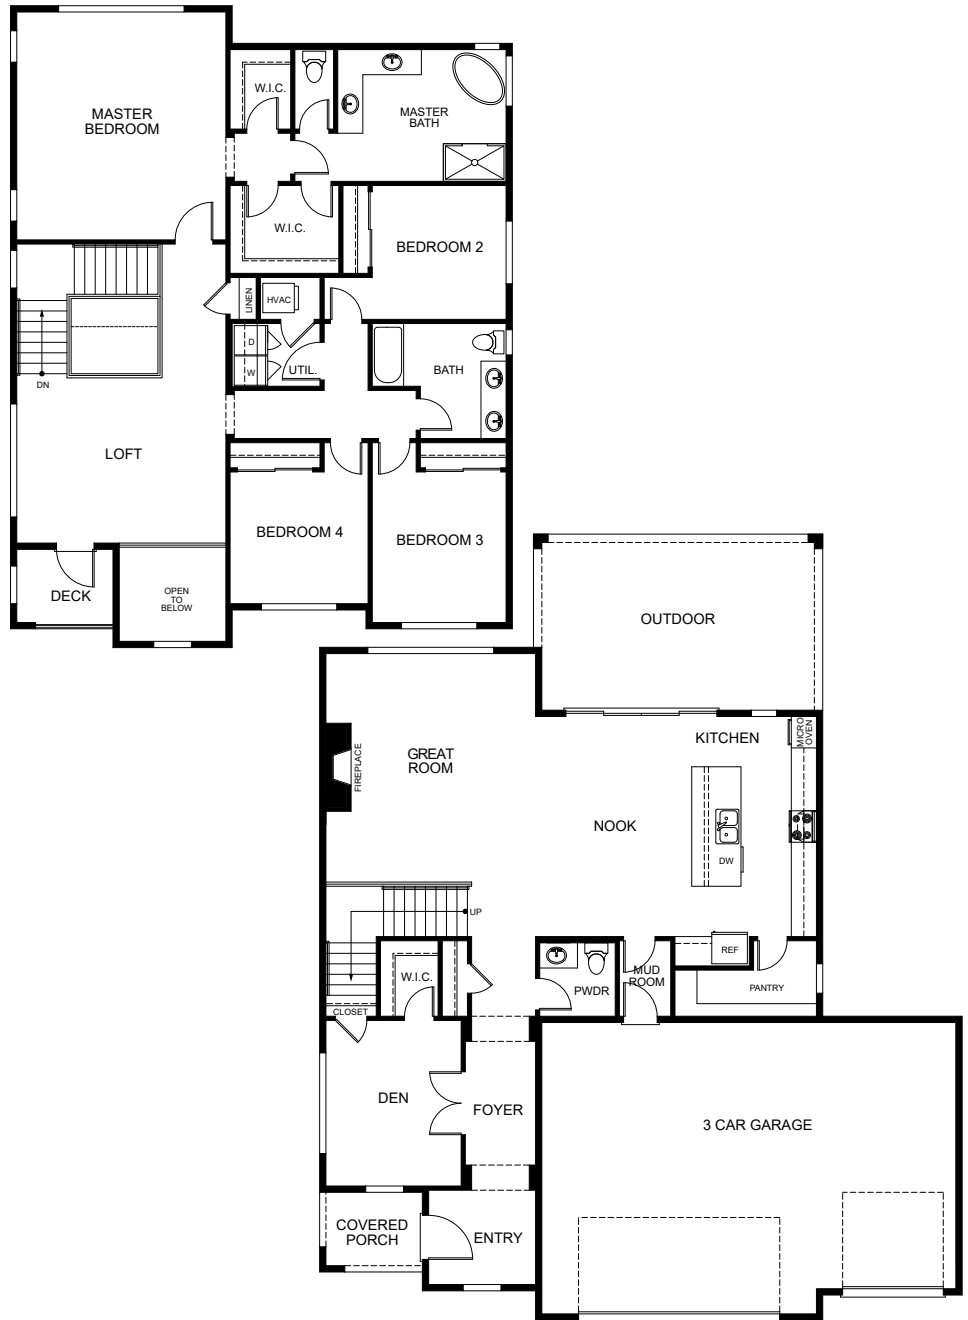 MASTER
BEDROOM
W.I.C.
MASTER
BATH
W.I.C.
BEDROOM 2
LINEN
HVAC
D
W
UTIL.
BATH
DN
LOFT
BEDROOM 4
BEDROOM 3
DECK
OPEN
TO
BELOW
OUTDOOR
GREAT
ROOM
FIREPLACE
KITCHEN
MICRO
OVEN
NOOK
DW
UP
REF
W.I.C.
MUD
ROOM
PWDR
PANTRY
CLOSET
DEN
FOYER
3 CAR GARAGE
COVERED
PORCH
ENTRY